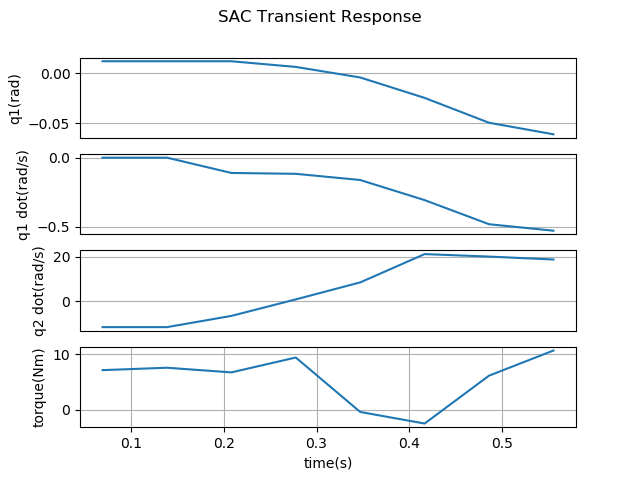 SAC Transient Response
q1(rad)
0.00
−0.05
q1 dot(rad/s)
0.0
−0.5
q2 dot(rad/s)
20
0
torque(Nm)
10
0
0.1 0.2 0.3 0.4 0.5
time(s)